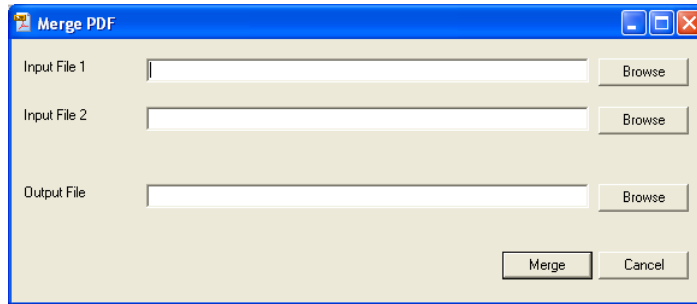 Merge PDF
Input File 1 Browse
Input File 2 Browse
Output File Browse
Merge Cancel